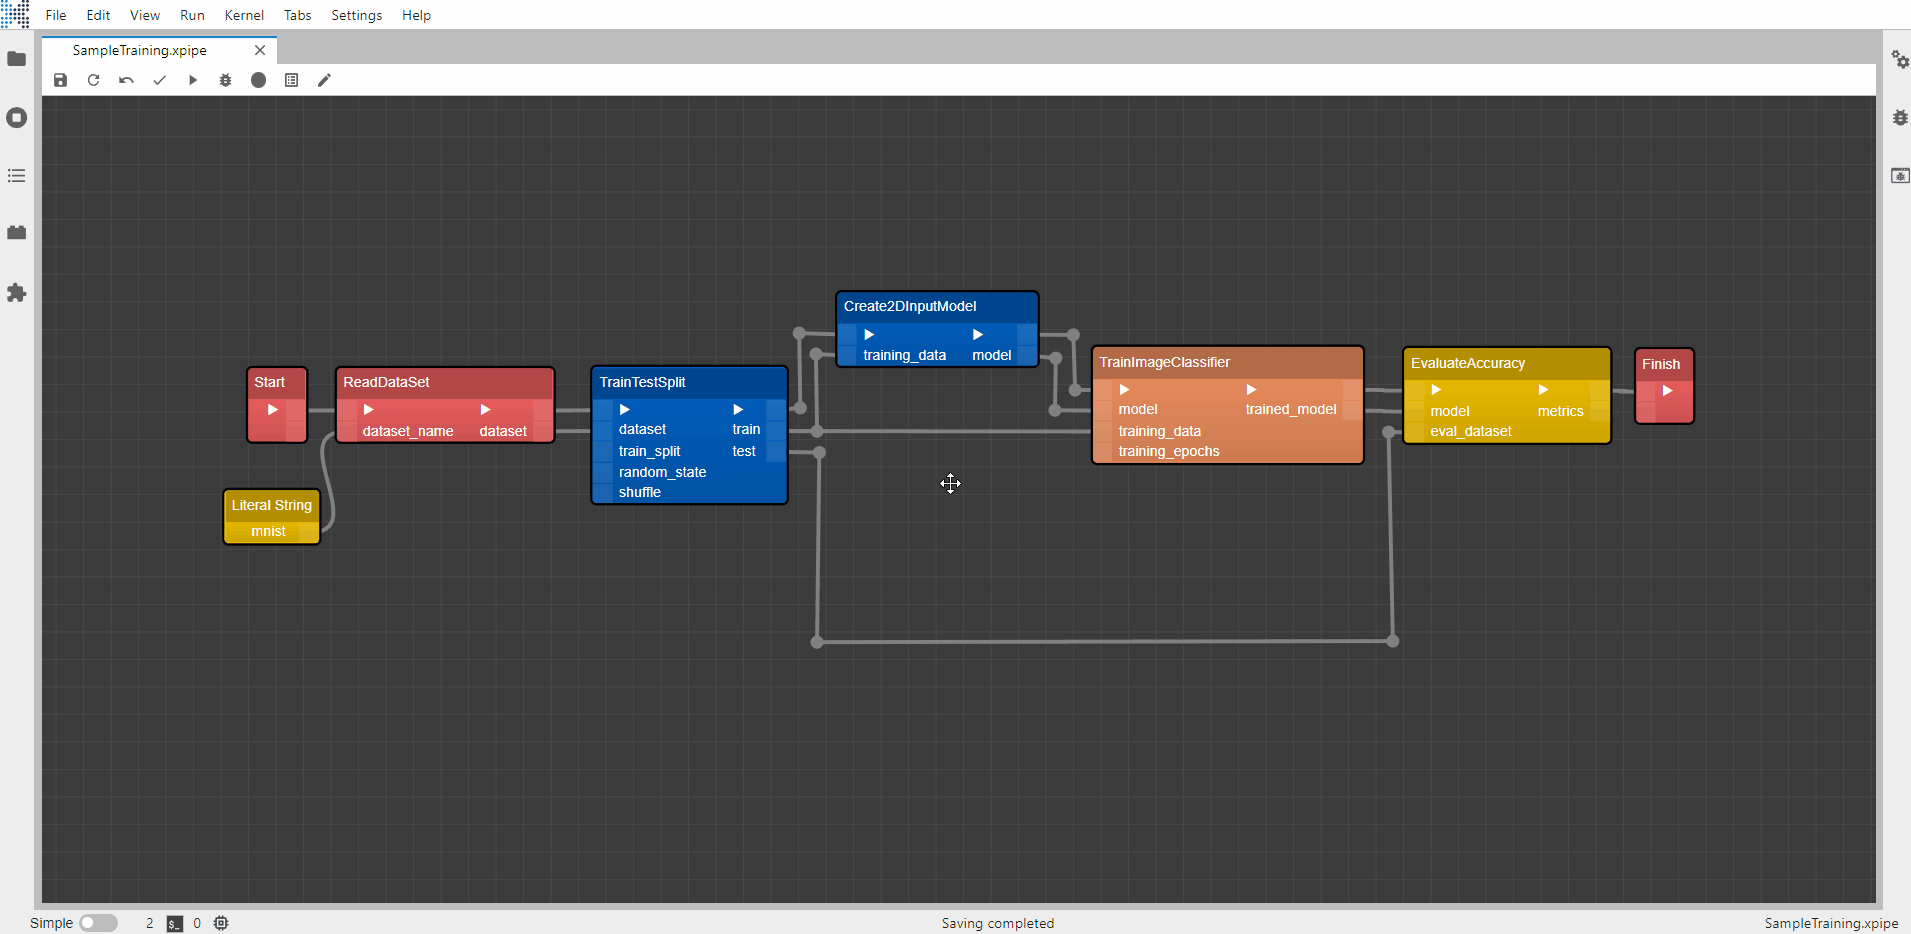 File Edit View Run Kernel Tabs Settings Help
SampleTraining.xpipe
Create2DInputModel
training_data model
Start
ReadDataSet
dataset_name dataset
TrainTestSplit
dataset train
train_split test
random_state
shuffle
TrainImageClassifier
model trained_model
training_data
training_epochs
EvaluateAccuracy
model metrics
eval_dataset
Finish
Literal String
mnist
Simple 2 $_ 0 Saving completed SampleTraining.xpipe